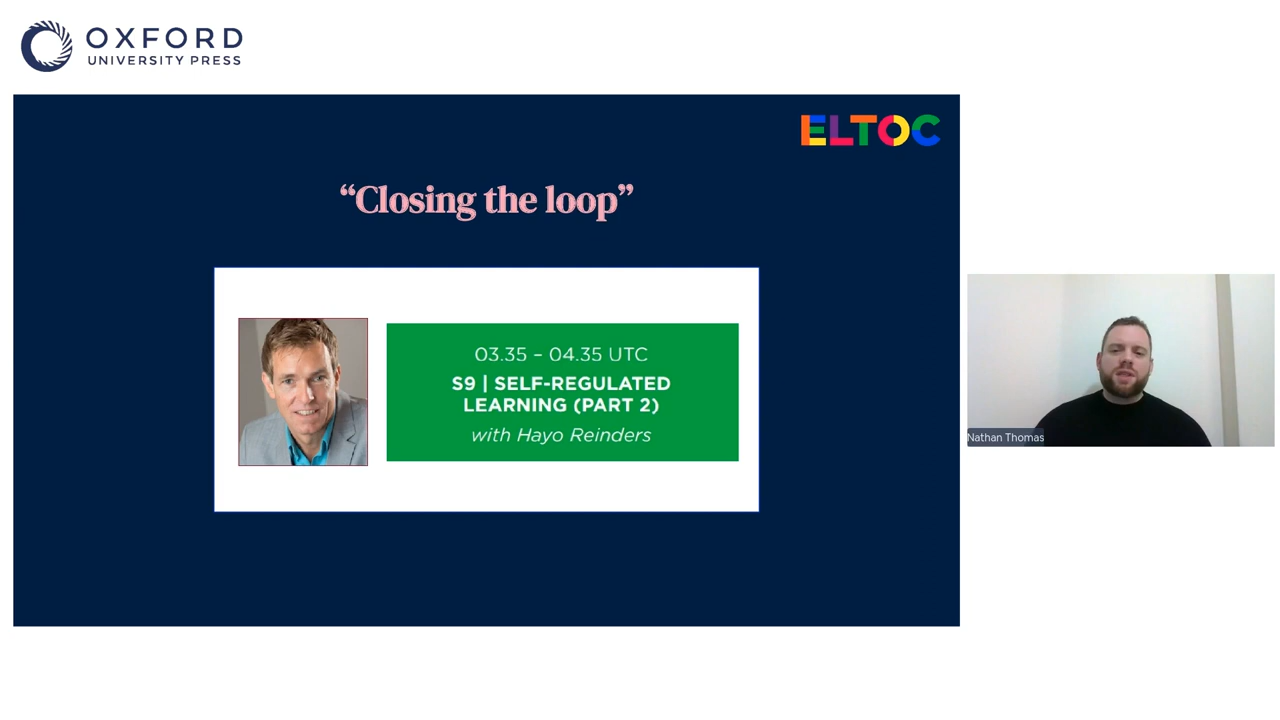 OXFORD
UNIVERSITY PRESS
ELTOC
“Closing the loop”
03.35 – 04.35 UTC
S9 | SELF-REGULATED
LEARNING (PART 2)
with Hayo Reinders
Nathan Thomas